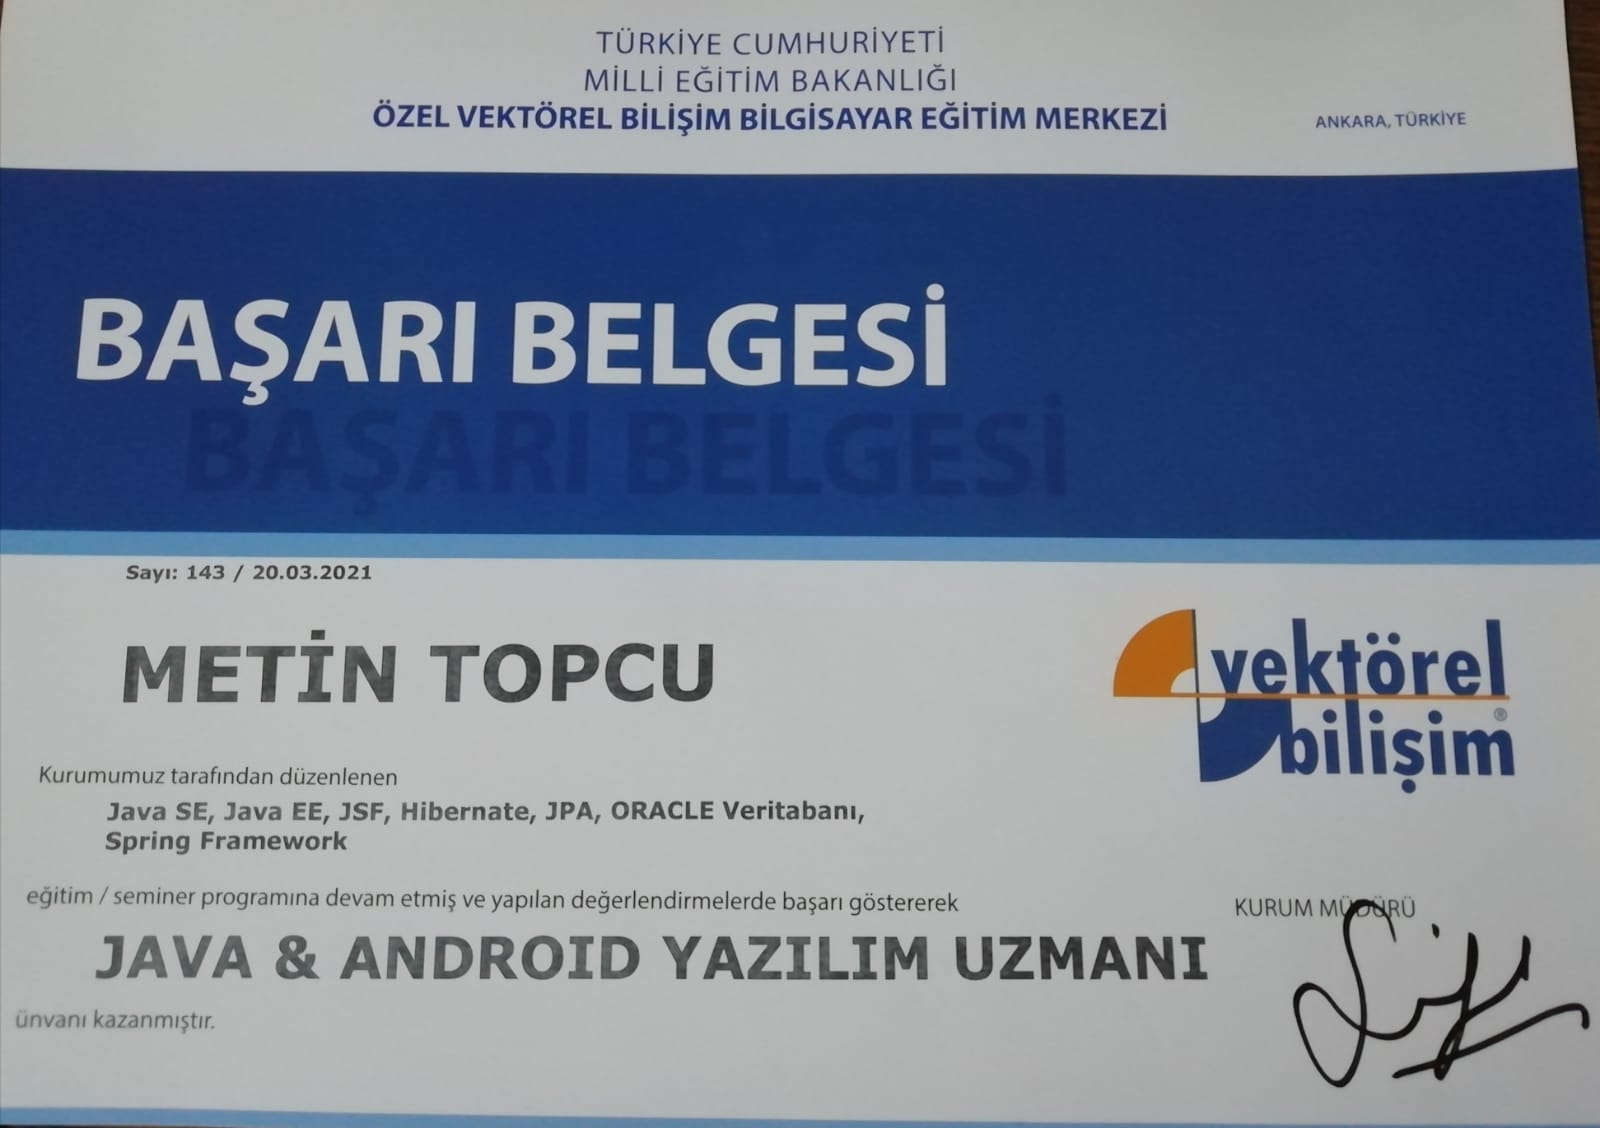 TÜRKİYE CUMHURİYETİ
MİLLİ EĞİTİM BAKANLIĞI
ÖZEL VEKTÖREL BİLİŞİM BİLGİSAYAR EĞİTİM MERKEZİ
ANKARA, TÜRKİYE
BAŞARI BELGESİ
BAŞARI BELGESİ
Sayı: 143 / 20.03.2021
METİN TOPCU
vektörel
bilişim®
Kurumumuz tarafından düzenlenen
Java SE, Java EE, JSF, Hibernate, JPA, ORACLE Veritabanı,
Spring Framework
eğitim / seminer programına devam etmiş ve yapılan değerlendirmelerde başarı göstererek
KURUM MÜDÜRÜ
JAVA & ANDROID YAZILIM UZMANI
ünvanı kazanmıştır.